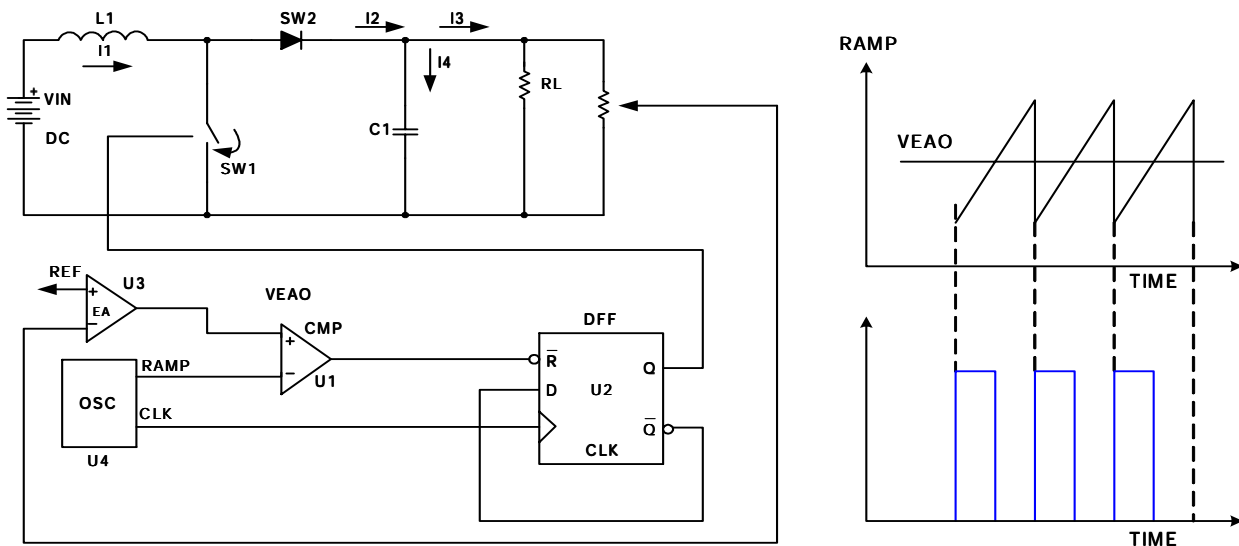 L1
I1
SW2
I2
I3
I4
+
VIN
DC
SW1
C1
RL
REF
+
EA
−
U3
VEAO
CMP
+
−
U1
RAMP
OSC
CLK
U4
DFF
R̅
D
U2
Q
Q̅
CLK
RAMP
VEAO
TIME
TIME